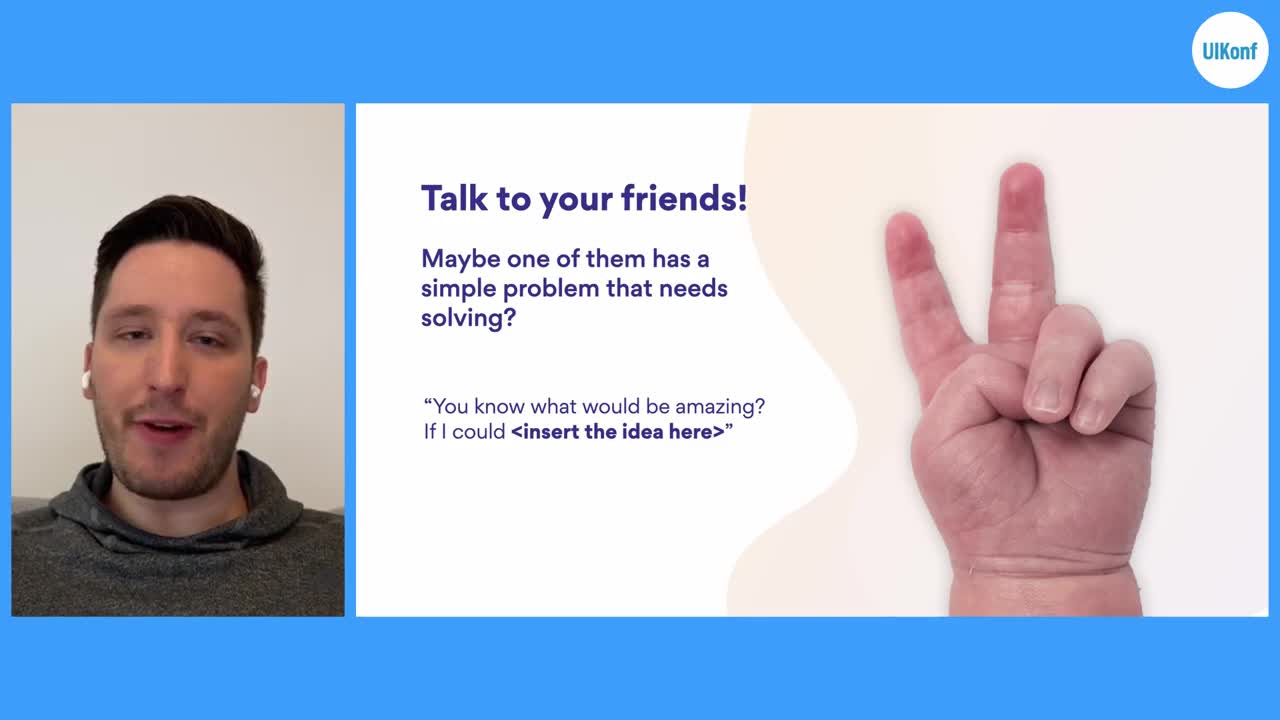 UIKonf
Talk to your friends!
Maybe one of them has a
simple problem that needs
solving?
“You know what would be amazing?
If I could <insert the idea here>”